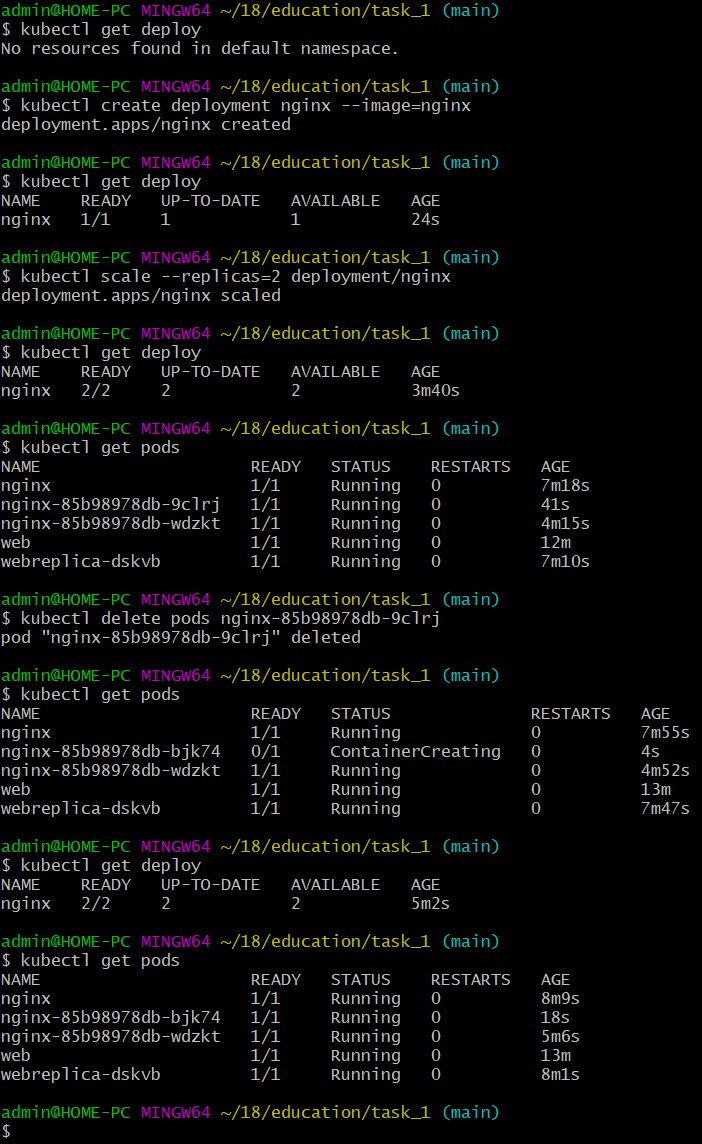 admin@HOME-PC MINGW64 ~/18/education/task_1 (main)
$ kubectl get deploy
No resources found in default namespace.

admin@HOME-PC MINGW64 ~/18/education/task_1 (main)
$ kubectl create deployment nginx --image=nginx
deployment.apps/nginx created

admin@HOME-PC MINGW64 ~/18/education/task_1 (main)
$ kubectl get deploy
NAME    READY   UP-TO-DATE   AVAILABLE   AGE
nginx   1/1     1            1           24s

admin@HOME-PC MINGW64 ~/18/education/task_1 (main)
$ kubectl scale --replicas=2 deployment/nginx
deployment.apps/nginx scaled

admin@HOME-PC MINGW64 ~/18/education/task_1 (main)
$ kubectl get deploy
NAME    READY   UP-TO-DATE   AVAILABLE   AGE
nginx   2/2     2            2           3m40s

admin@HOME-PC MINGW64 ~/18/education/task_1 (main)
$ kubectl get pods
NAME                     READY   STATUS    RESTARTS   AGE
nginx                    1/1     Running   0          7m18s
nginx-85b98978db-9clrj   1/1     Running   0          41s
nginx-85b98978db-wdzkt   1/1     Running   0          4m15s
web                      1/1     Running   0          12m
webreplica-dskvb         1/1     Running   0          7m10s

admin@HOME-PC MINGW64 ~/18/education/task_1 (main)
$ kubectl delete pods nginx-85b98978db-9clrj
pod "nginx-85b98978db-9clrj" deleted

admin@HOME-PC MINGW64 ~/18/education/task_1 (main)
$ kubectl get pods
NAME                     READY   STATUS              RESTARTS   AGE
nginx                    1/1     Running             0          7m55s
nginx-85b98978db-bjk74   0/1     ContainerCreating   0          4s
nginx-85b98978db-wdzkt   1/1     Running             0          4m52s
web                      1/1     Running             0          13m
webreplica-dskvb         1/1     Running             0          7m47s

admin@HOME-PC MINGW64 ~/18/education/task_1 (main)
$ kubectl get deploy
NAME    READY   UP-TO-DATE   AVAILABLE   AGE
nginx   2/2     2            2           5m2s

admin@HOME-PC MINGW64 ~/18/education/task_1 (main)
$ kubectl get pods
NAME                     READY   STATUS    RESTARTS   AGE
nginx                    1/1     Running   0          8m9s
nginx-85b98978db-bjk74   1/1     Running   0          18s
nginx-85b98978db-wdzkt   1/1     Running   0          5m6s
web                      1/1     Running   0          13m
webreplica-dskvb         1/1     Running   0          8m1s

admin@HOME-PC MINGW64 ~/18/education/task_1 (main)
$